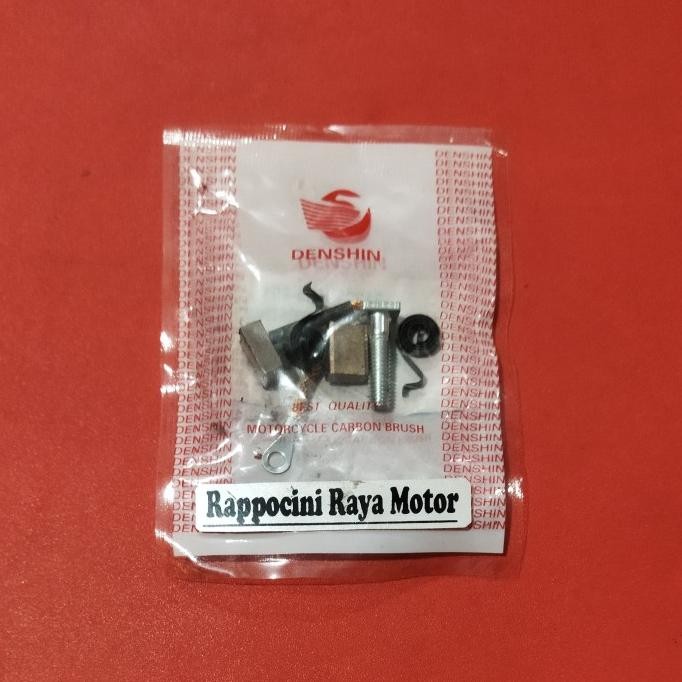 DENSHIN
BEST QUALITY
MOTORCYCLE CARBON BRUSH
Rappocini Raya Motor